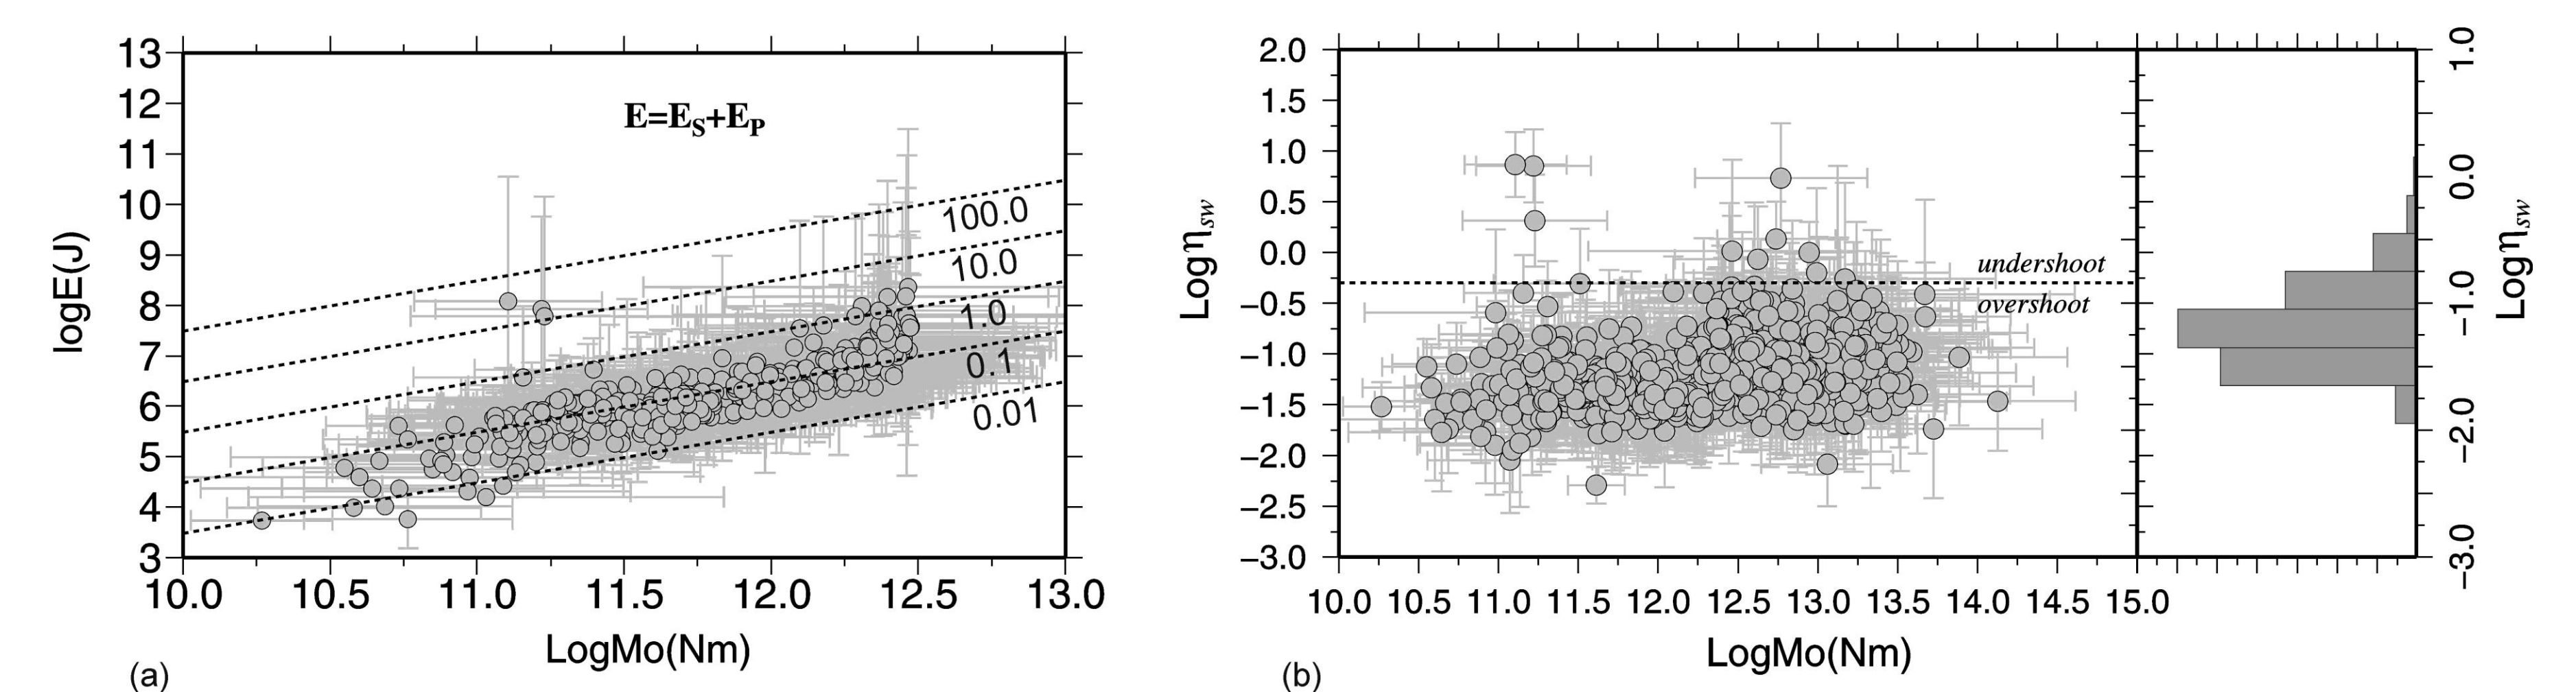 13
12
11
10
9
8
7
6
5
4
3
logE(J)
E=ES+EP
100.0
10.0
1.0
0.1
0.01
10.0 10.5 11.0 11.5 12.0 12.5 13.0
LogMo(Nm)
(a)
2.0
1.5
1.0
0.5
0.0
−0.5
−1.0
−1.5
−2.0
−2.5
−3.0
Logηsw
undershoot
overshoot
10.0 10.5 11.0 11.5 12.0 12.5 13.0 13.5 14.0 14.5 15.0
LogMo(Nm)
(b)
1.0
0.0
−1.0
−2.0
−3.0
Logηsw